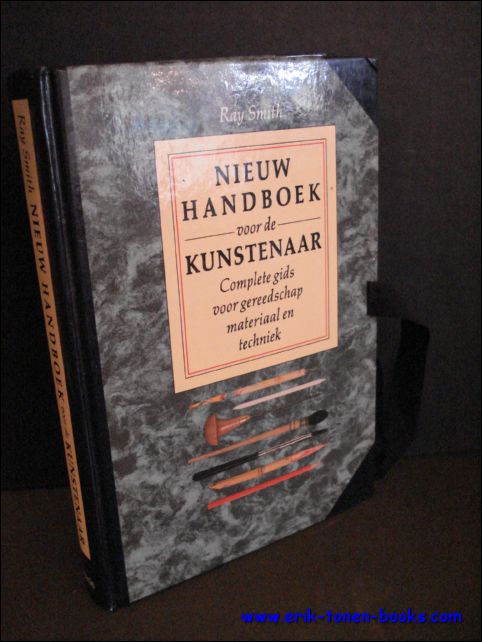 Ray Smith
NIEUW
HANDBOEK
voor de
KUNSTENAAR
Complete gids
voor gereedschap
materiaal en
techniek
Ray Smith NIEUW HANDBOEK voor de KUNSTENAAR
www.erik-tonen-books.com